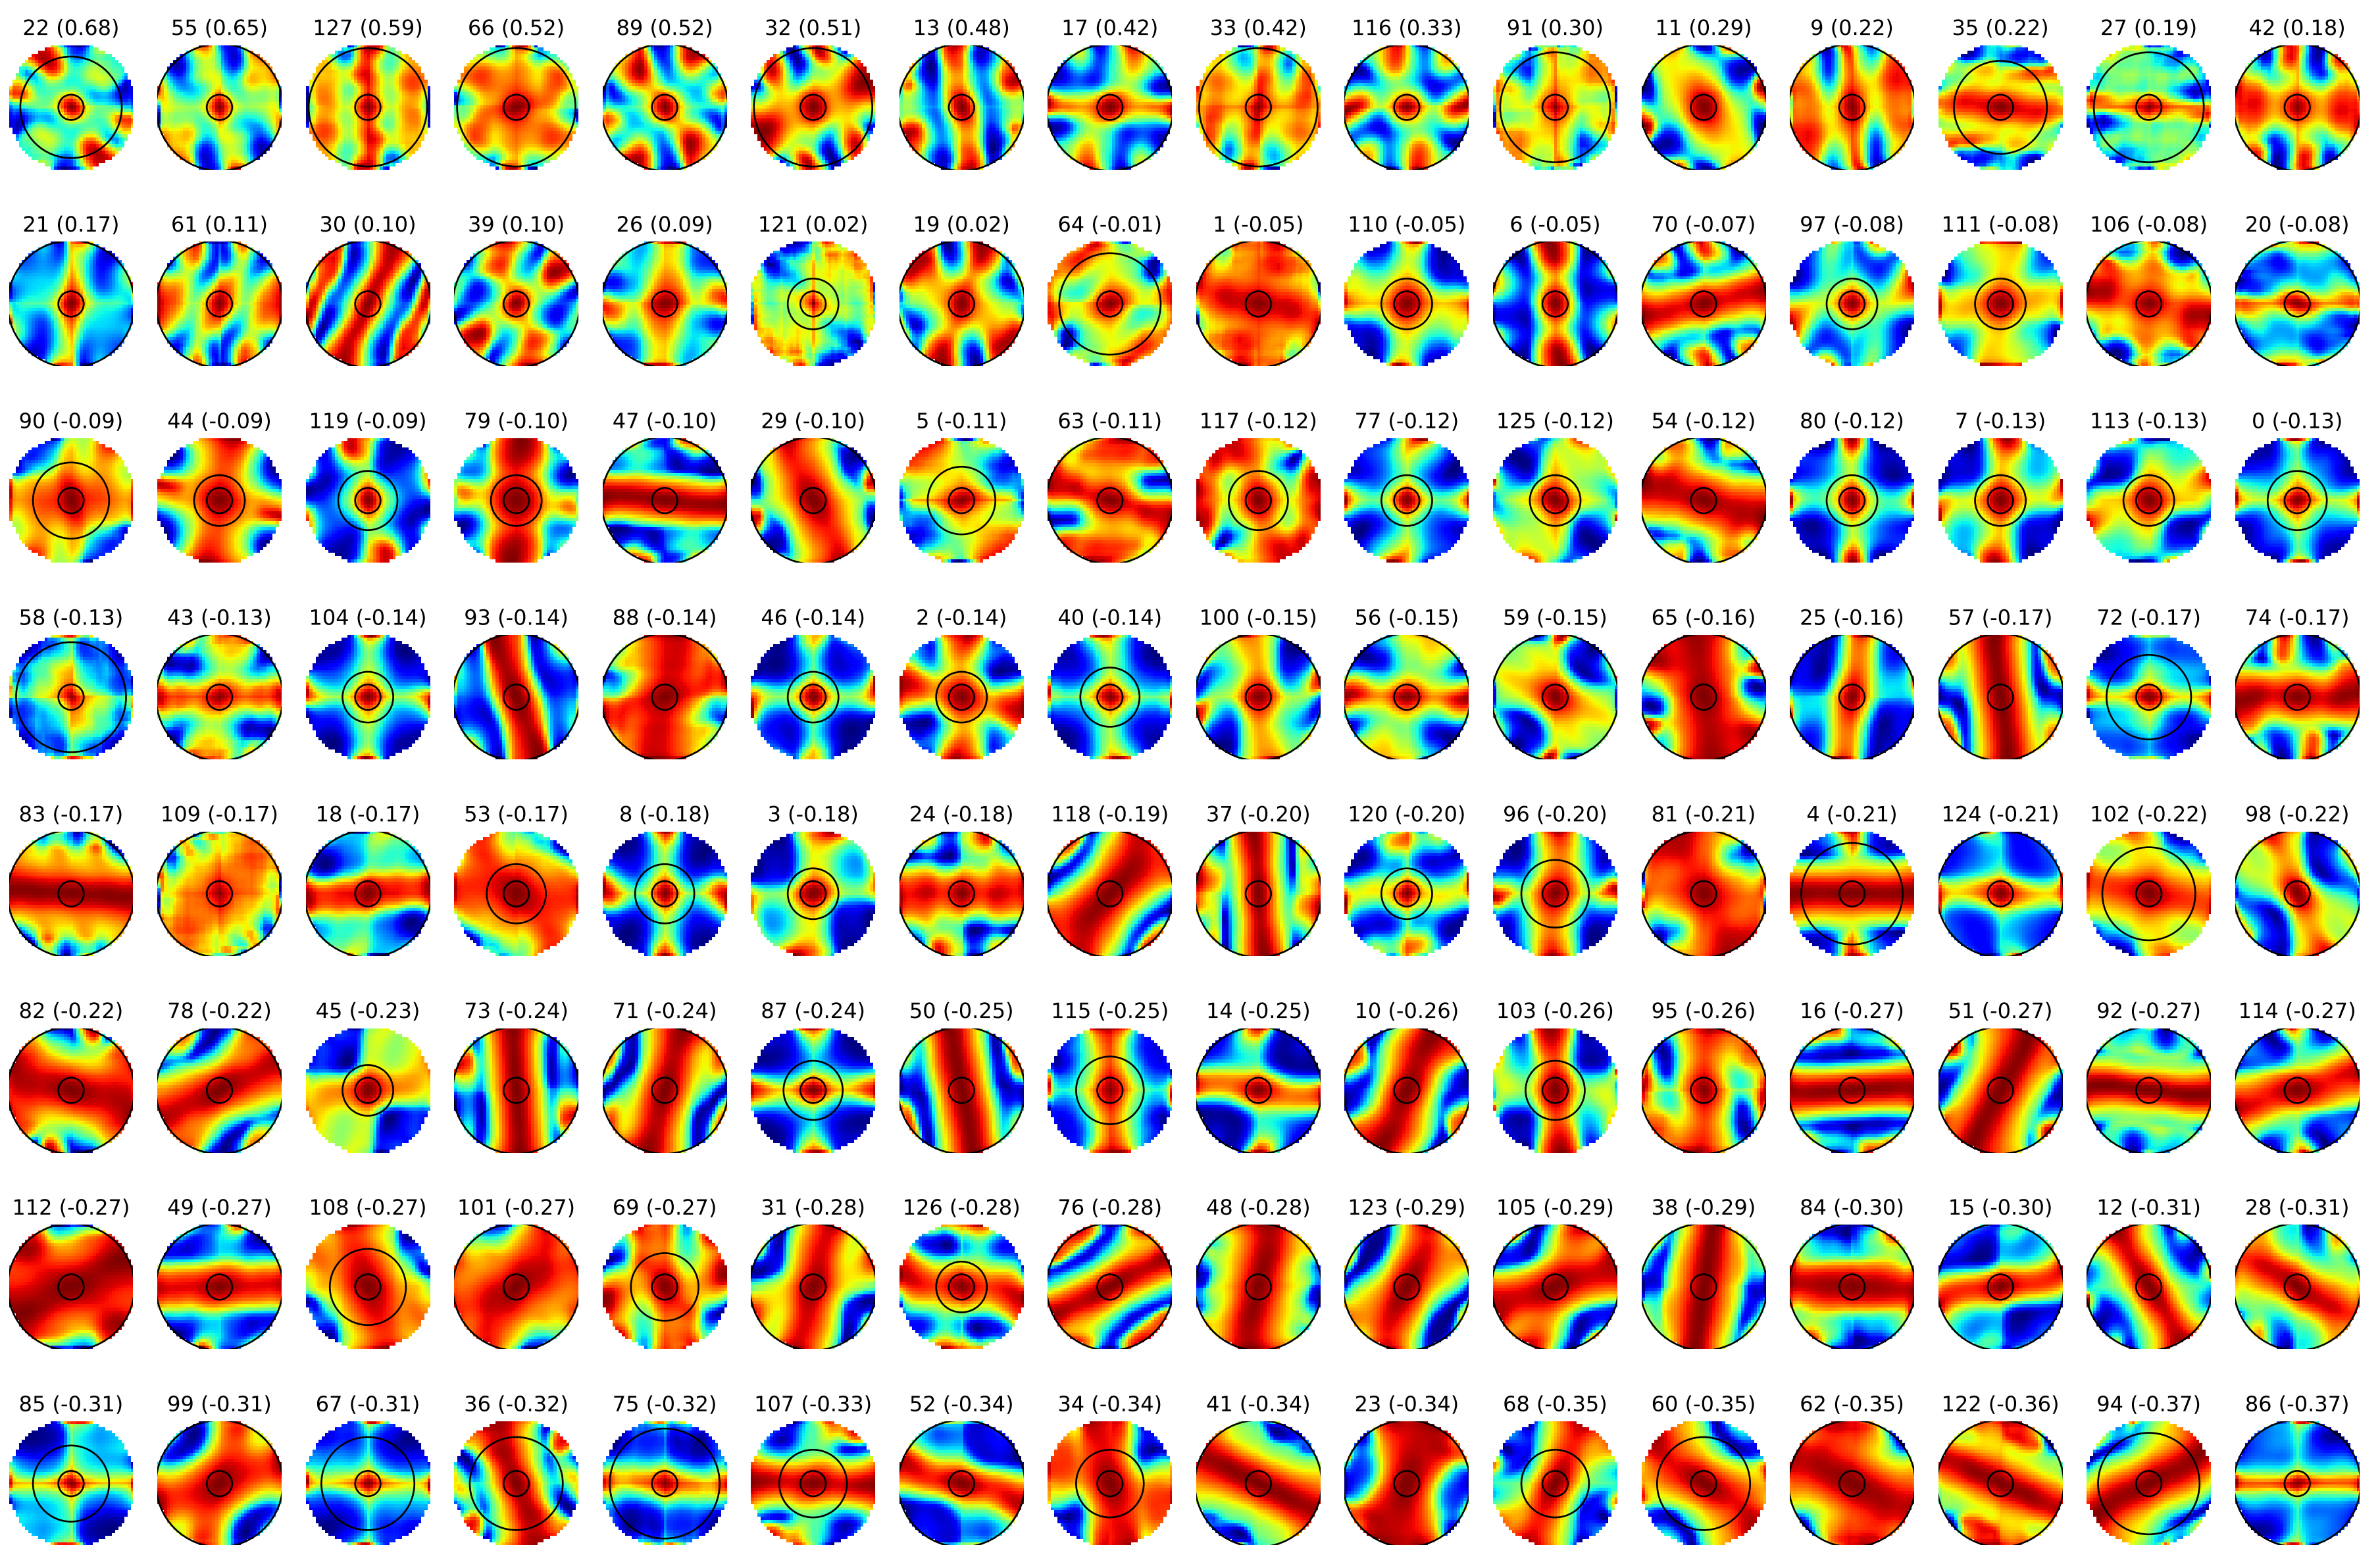 22 (0.68) 55 (0.65) 127 (0.59) 66 (0.52) 89 (0.52) 32 (0.51) 13 (0.48) 17 (0.42) 33 (0.42) 116 (0.33) 91 (0.30) 11 (0.29) 9 (0.22) 35 (0.22) 27 (0.19) 42 (0.18)
21 (0.17) 61 (0.11) 30 (0.10) 39 (0.10) 26 (0.09) 121 (0.02) 19 (0.02) 64 (-0.01) 1 (-0.05) 110 (-0.05) 6 (-0.05) 70 (-0.07) 97 (-0.08) 111 (-0.08) 106 (-0.08) 20 (-0.08)
90 (-0.09) 44 (-0.09) 119 (-0.09) 79 (-0.10) 47 (-0.10) 29 (-0.10) 5 (-0.11) 63 (-0.11) 117 (-0.12) 77 (-0.12) 125 (-0.12) 54 (-0.12) 80 (-0.12) 7 (-0.13) 113 (-0.13) 0 (-0.13)
58 (-0.13) 43 (-0.13) 104 (-0.14) 93 (-0.14) 88 (-0.14) 46 (-0.14) 2 (-0.14) 40 (-0.14) 100 (-0.15) 56 (-0.15) 59 (-0.15) 65 (-0.16) 25 (-0.16) 57 (-0.17) 72 (-0.17) 74 (-0.17)
83 (-0.17) 109 (-0.17) 18 (-0.17) 53 (-0.17) 8 (-0.18) 3 (-0.18) 24 (-0.18) 118 (-0.19) 37 (-0.20) 120 (-0.20) 96 (-0.20) 81 (-0.21) 4 (-0.21) 124 (-0.21) 102 (-0.22) 98 (-0.22)
82 (-0.22) 78 (-0.22) 45 (-0.23) 73 (-0.24) 71 (-0.24) 87 (-0.24) 50 (-0.25) 115 (-0.25) 14 (-0.25) 10 (-0.26) 103 (-0.26) 95 (-0.26) 16 (-0.27) 51 (-0.27) 92 (-0.27) 114 (-0.27)
112 (-0.27) 49 (-0.27) 108 (-0.27) 101 (-0.27) 69 (-0.27) 31 (-0.28) 126 (-0.28) 76 (-0.28) 48 (-0.28) 123 (-0.29) 105 (-0.29) 38 (-0.29) 84 (-0.30) 15 (-0.30) 12 (-0.31) 28 (-0.31)
85 (-0.31) 99 (-0.31) 67 (-0.31) 36 (-0.32) 75 (-0.32) 107 (-0.33) 52 (-0.34) 34 (-0.34) 41 (-0.34) 23 (-0.34) 68 (-0.35) 60 (-0.35) 62 (-0.35) 122 (-0.36) 94 (-0.37) 86 (-0.37)